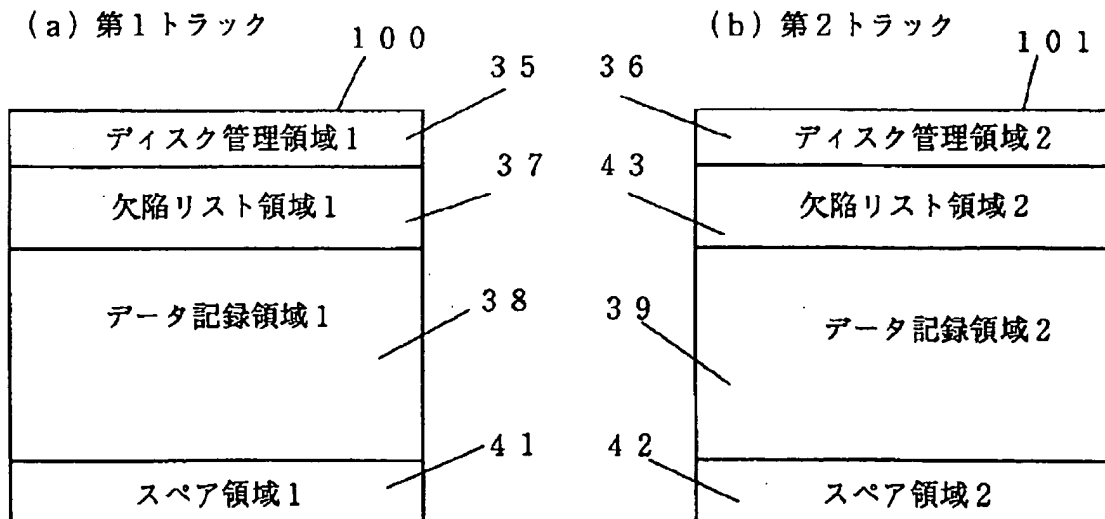 (a) 第1トラック
100
35
ディスク管理領域1
37
欠陥リスト領域1
データ記録領域1
38
41
スペア領域1
(b) 第2トラック
101
36
ディスク管理領域2
43
欠陥リスト領域2
39
データ記録領域2
42
スペア領域2